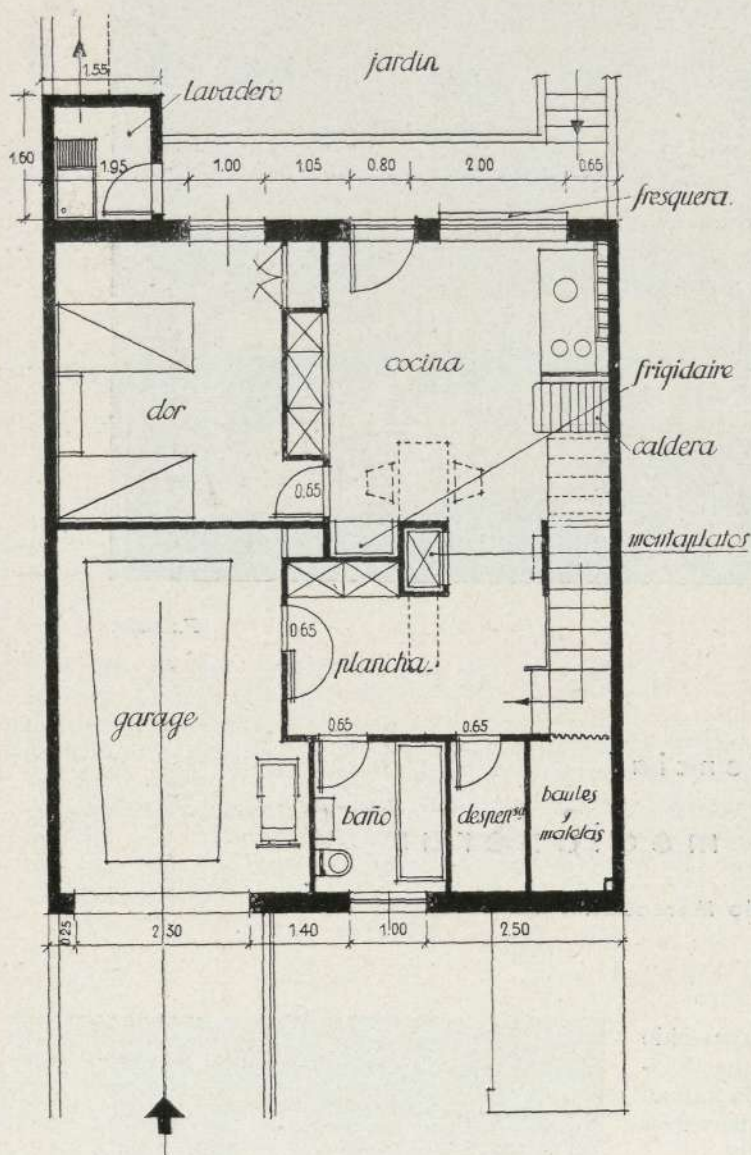 jardín
1.55
Lavadero
1.60
1.95
1.00
1.05
0.80
2.00
0.65
fresquera.
cocina
frigidaire
dor
caldera
0.65
montaplatos
0.65
plancha
garage
0.65
0.65
baño
despensa
baules
y
maletas
0.25
2.30
1.40
1.00
2.50